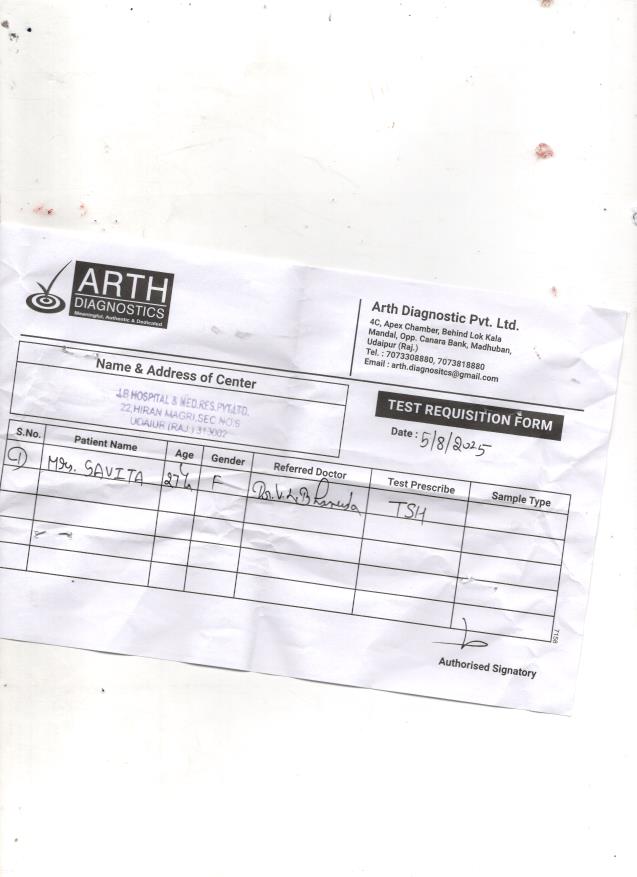 ARTH
DIAGNOSTICS
Meaningful, Authentic & Dedicated
Arth Diagnostic Pvt. Ltd.
4C, Apex Chamber, Behind Lok Kala
Mandal, Opp. Canara Bank, Madhuban,
Udaipur (Raj.)
Tel. : 7073308880, 7073818880
Email : arth.diagnositcs@gmail.com
Name & Address of Center
J.B HOSPITAL & MED.RES.PVT.LTD.
22,HIRAN MAGRI,SEC NO.5
UDAIUR (RAJ.) 313002
TEST REQUISITION FORM
Date : 5/8/2025
S.No. Patient Name Age Gender Referred Doctor Test Prescribe Sample Type
1 Mrs. SAVITA 27 F Dr. V. TSH
7158
Authorised Signatory